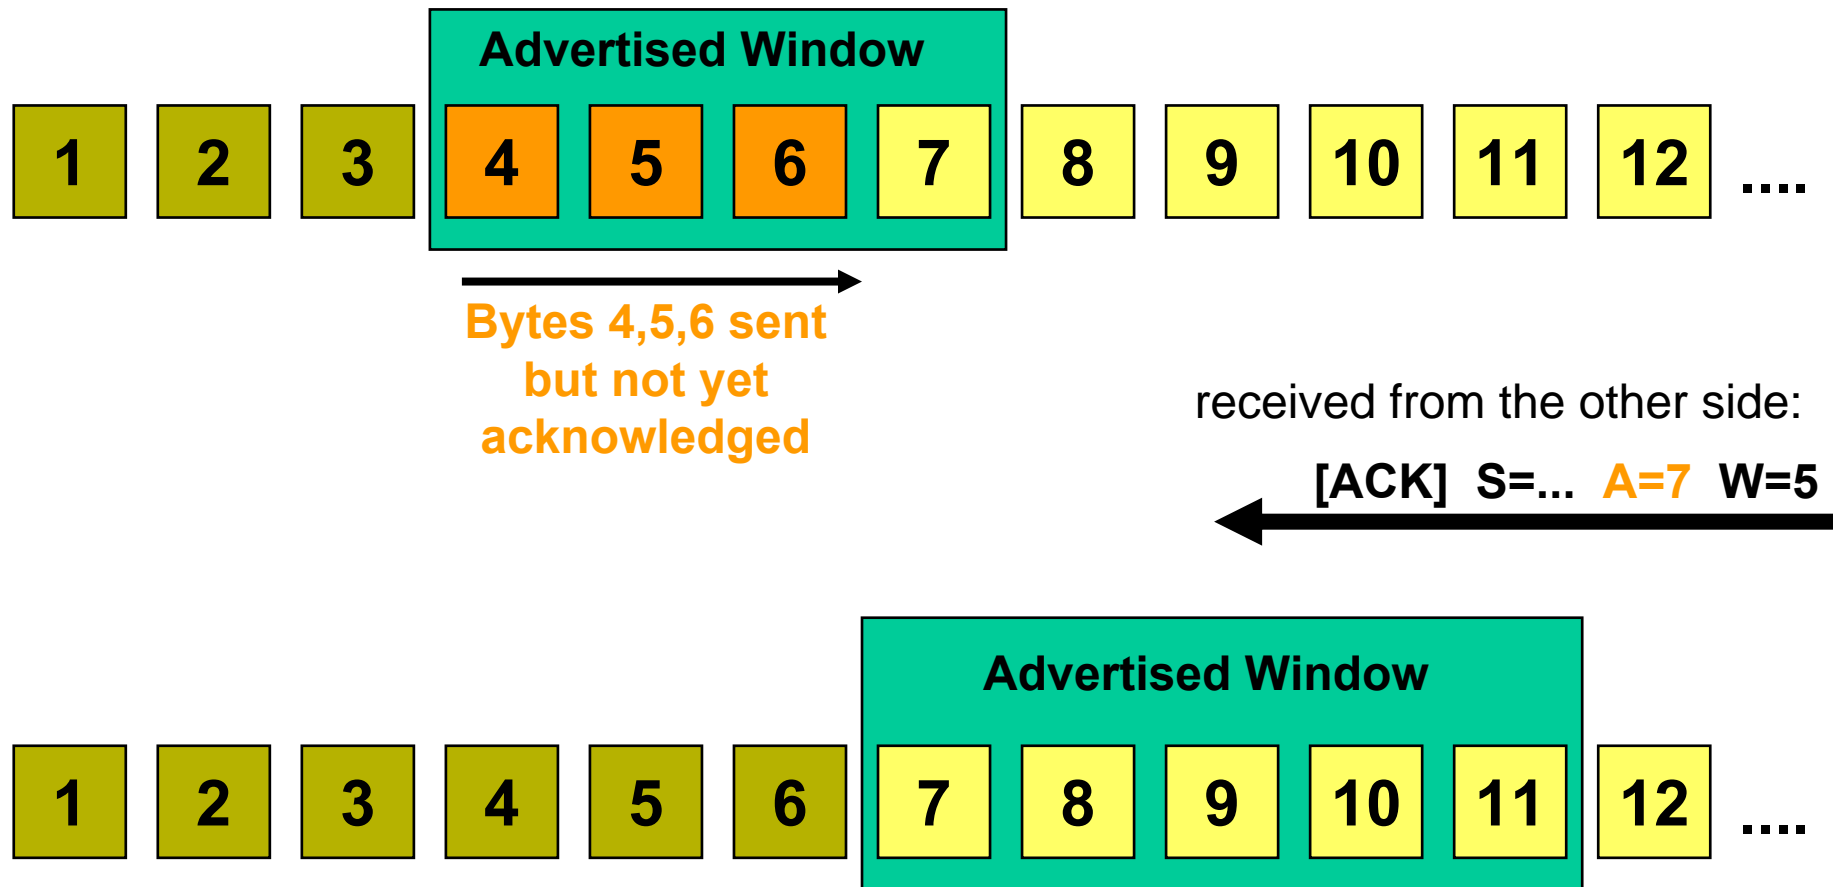 Advertised Window
1 2 3 4 5 6 7 8 9 10 11 12 ....
Bytes 4,5,6 sent
but not yet
acknowledged
received from the other side:
[ACK] S=... A=7 W=5
Advertised Window
1 2 3 4 5 6 7 8 9 10 11 12 ....